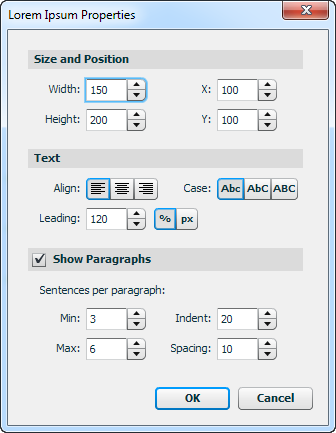 Lorem Ipsum Properties
Size and Position
Width: 150 X: 100
Height: 200 Y: 100
Text
Align: Case: Abc AbC ABC
Leading: 120 % px
Show Paragraphs
Sentences per paragraph:
Min: 3 Indent: 20
Max: 6 Spacing: 10
OK Cancel